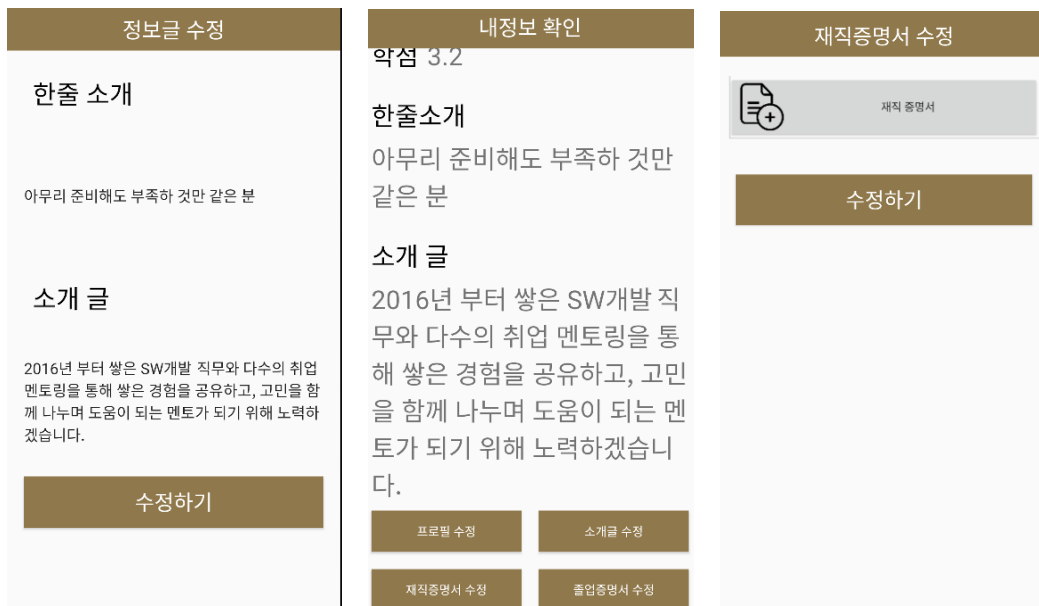 정보글 수정
한줄 소개
아무리 준비해도 부족하 것만 같은 분
소개 글
2016년 부터 쌓은 SW개발 직무와 다수의 취업
멘토링을 통해 쌓은 경험을 공유하고, 고민을 함
께 나누며 도움이 되는 멘토가 되기 위해 노력하
겠습니다.
수정하기
내정보 확인
학점 3.2
한줄소개
아무리 준비해도 부족하 것만
같은 분
소개 글
2016년 부터 쌓은 SW개발 직
무와 다수의 취업 멘토링을 통
해 쌓은 경험을 공유하고, 고민
을 함께 나누며 도움이 되는 멘
토가 되기 위해 노력하겠습니
다.
프로필 수정
소개글 수정
재직증명서 수정
졸업증명서 수정
재직증명서 수정
재직 증명서
수정하기